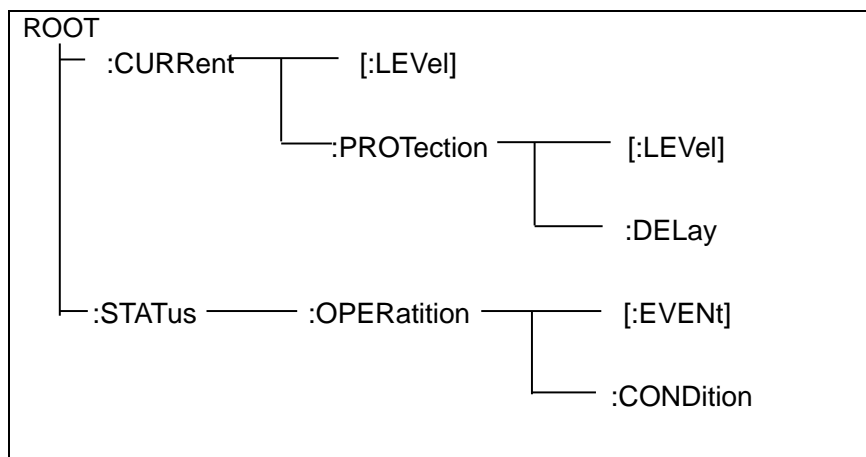 ROOT
:CURRent [:LEVel]
:PROTection [:LEVel]
:DELay
:STATus :OPERatition [:EVENt]
:CONDition